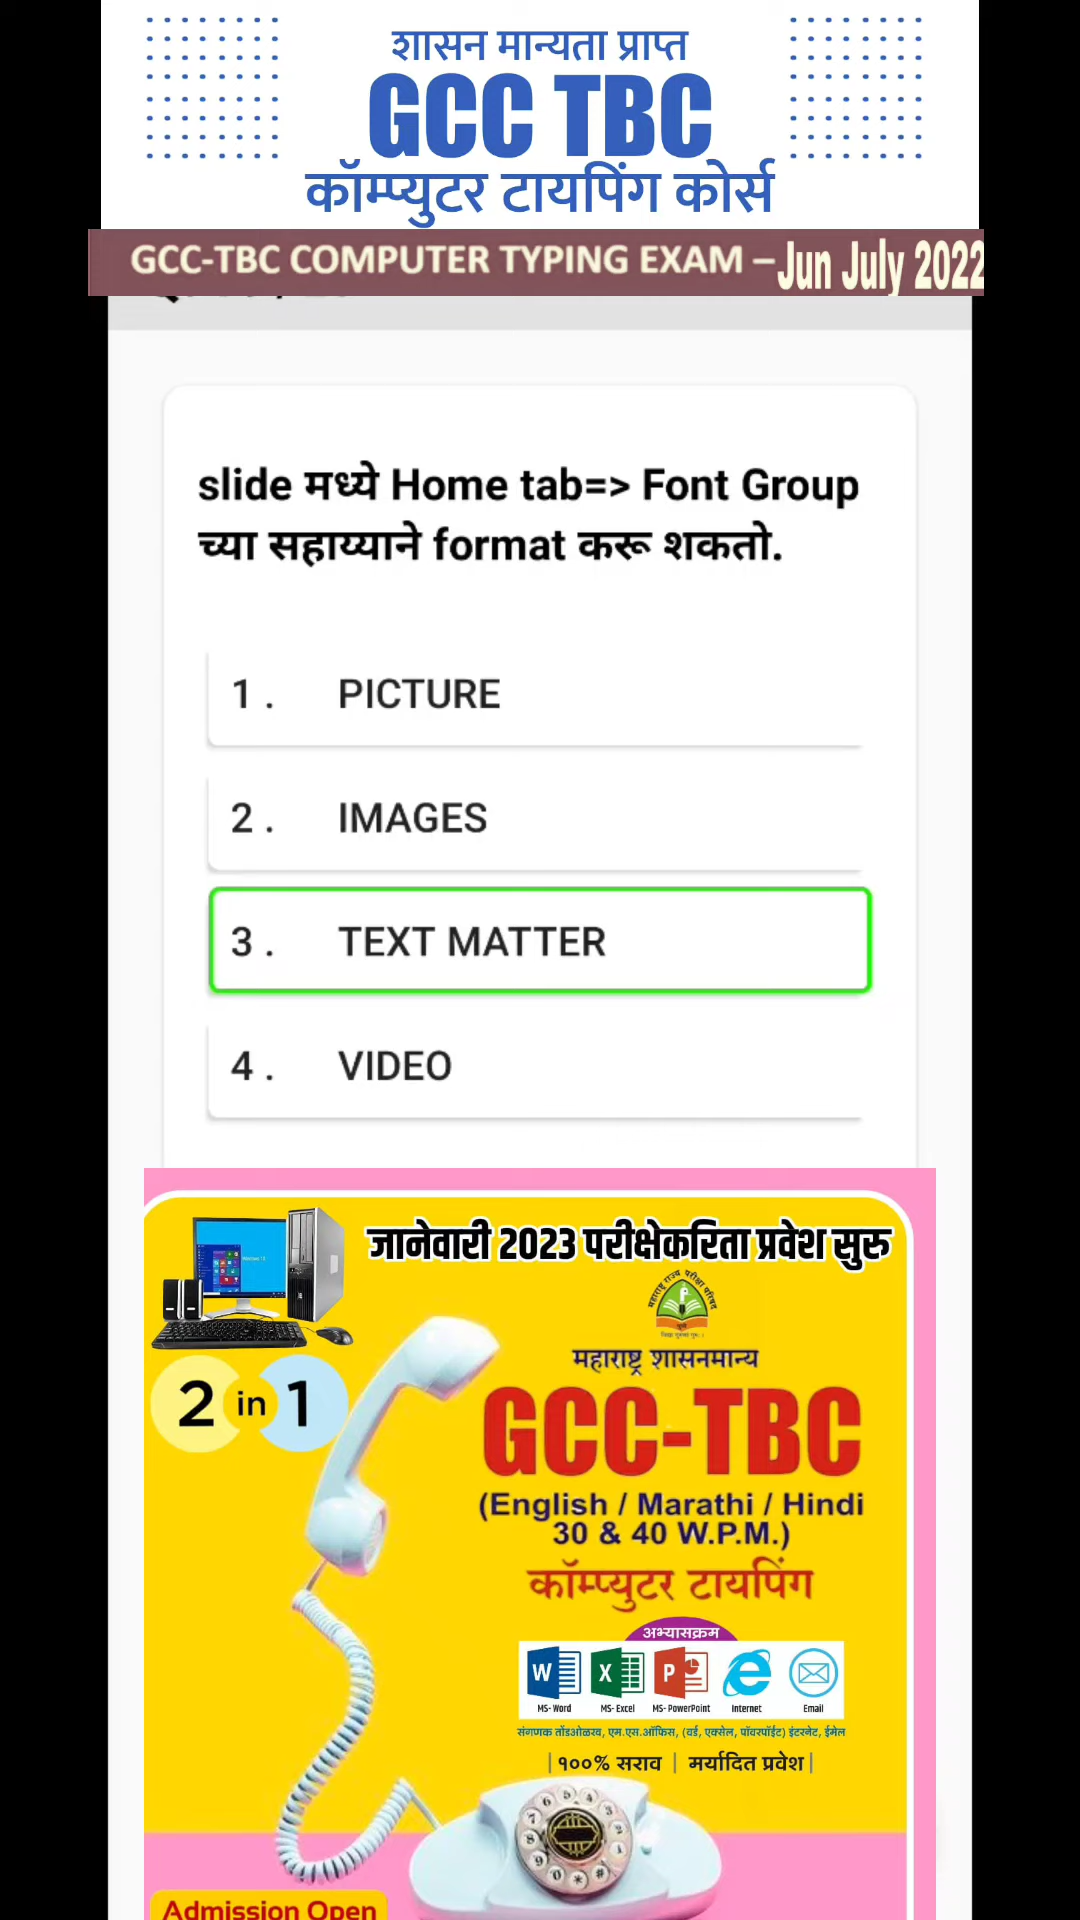 शासन मान्यता प्राप्त
GCC TBC
कॉम्प्युटर टायपिंग कोर्स
GCC-TBC COMPUTER TYPING EXAM – Jun July 2022
slide मध्ये Home tab=> Font Group
च्या सहाय्याने format करू शकतो.
1 . PICTURE
2 . IMAGES
3 . TEXT MATTER
4 . VIDEO
जानेवारी 2023 परीक्षेकरिता प्रवेश सुरु
महाराष्ट्र राज्य परीक्षा परिषद
महाराष्ट्र शासनमान्य
2 in 1
GCC-TBC
(English / Marathi / Hindi
30 & 40 W.P.M.)
कॉम्प्युटर टायपिंग
अभ्यासक्रम
W X P
MS-Word MS-Excel MS-PowerPoint Internet Email
संगणक तोंडओळख, एम.एस.ऑफिस, (वर्ड, एक्सेल, पॉवरपॉईंट) इंटरनेट, ईमेल
| १००% सराव | मर्यादित प्रवेश |
Admission Open